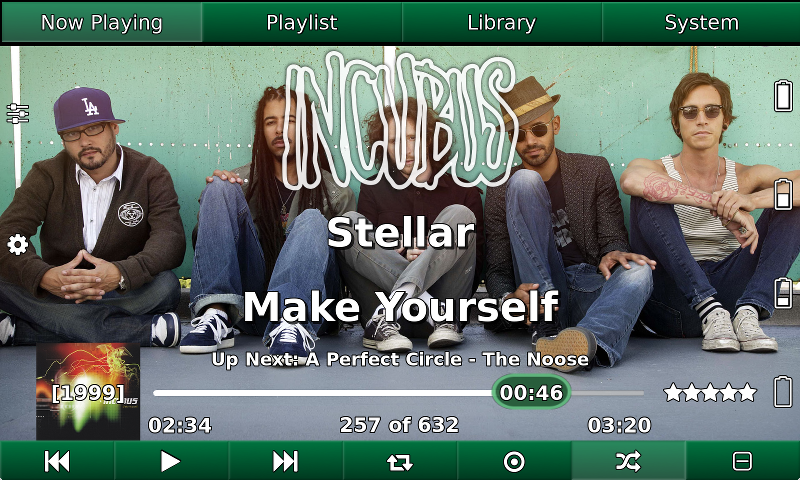 Now Playing
Playlist
Library
System
LA
INCUBUS
Stellar
Make Yourself
Up Next: A Perfect Circle - The Noose
[1999]
00:46
02:34
257 of 632
03:20